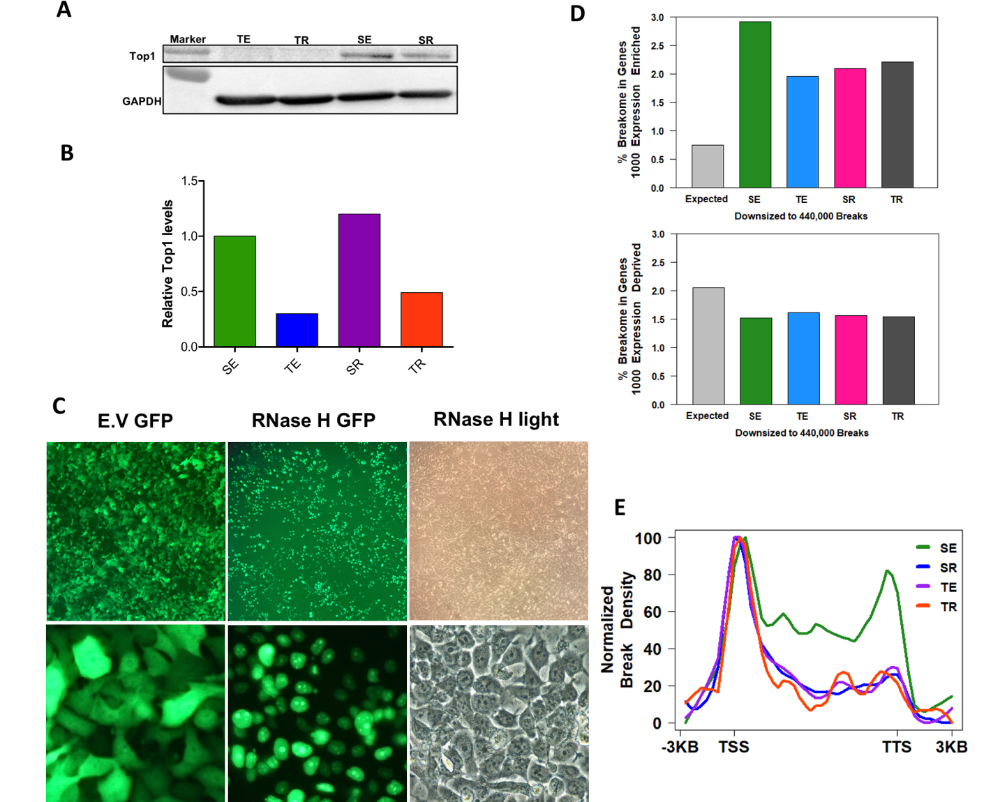 A
Marker TE TR SE SR
Top1
GAPDH
B
Relative Top1 levels
1.5
1.0
0.5
0.0
SE TE SR TR
C
E.V GFP RNase H GFP RNase H light
D
% Breakome in Genes
1000 Expression Enriched
3.0
2.5
2.0
1.5
1.0
0.5
0.0
Expected SE TE SR TR
Downsized to 440,000 Breaks
% Breakome in Genes
1000 Expression Deprived
3.0
2.5
2.0
1.5
1.0
0.5
0.0
Expected SE TE SR TR
Downsized to 440,000 Breaks
E
Normalized
Break Density
100
80
60
40
20
0
SE
SR
TE
TR
-3KB TSS TTS 3KB